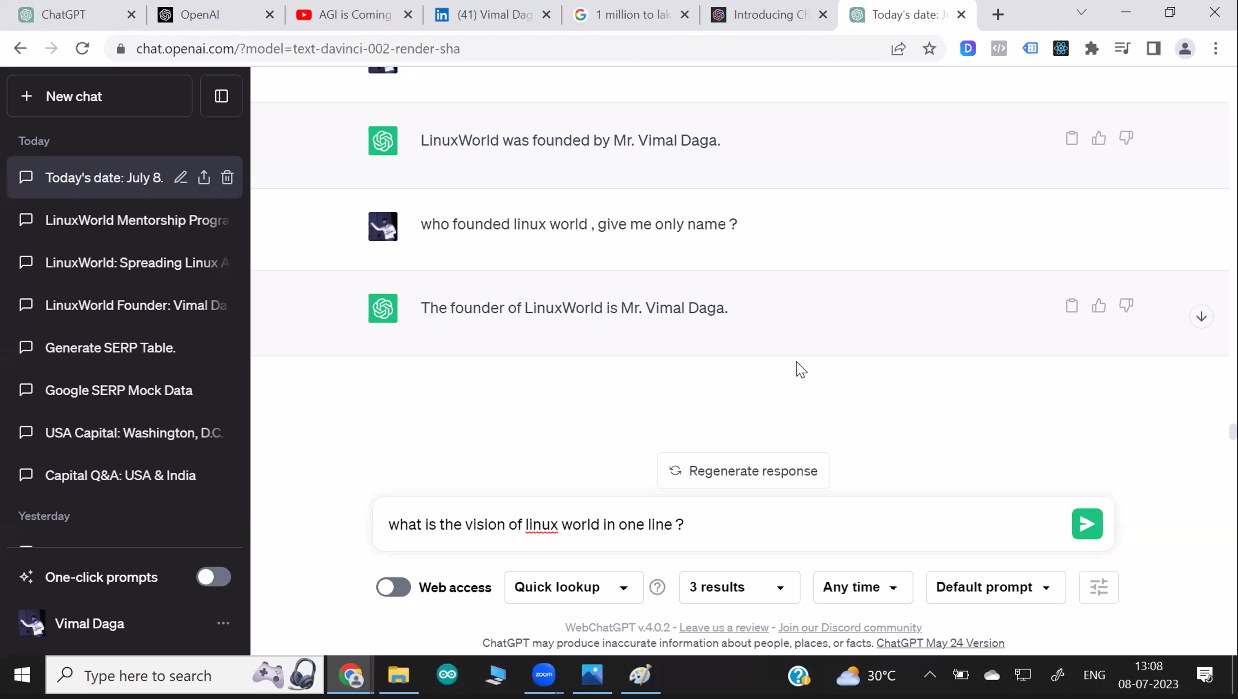 ChatGPT
OpenAI
AGI is Coming
(41) Vimal Dag
1 million to lak
Introducing Ch
Today's date: J
chat.openai.com/?model=text-davinci-002-render-sha
New chat
Today
Today's date: July 8.
LinuxWorld Mentorship Progra
LinuxWorld: Spreading Linux A
LinuxWorld Founder: Vimal Da
Generate SERP Table.
Google SERP Mock Data
USA Capital: Washington, D.C.
Capital Q&A: USA & India
Yesterday
One-click prompts
Vimal Daga
LinuxWorld was founded by Mr. Vimal Daga.
who founded linux world , give me only name ?
The founder of LinuxWorld is Mr. Vimal Daga.
Regenerate response
what is the vision of linux world in one line ?
Web access Quick lookup 3 results Any time Default prompt
WebChatGPT v.4.0.2 - Leave us a review - Join our Discord community
ChatGPT may produce inaccurate information about people, places, or facts. ChatGPT May 24 Version
Type here to search
zoom
30°C
ENG
13:08
08-07-2023